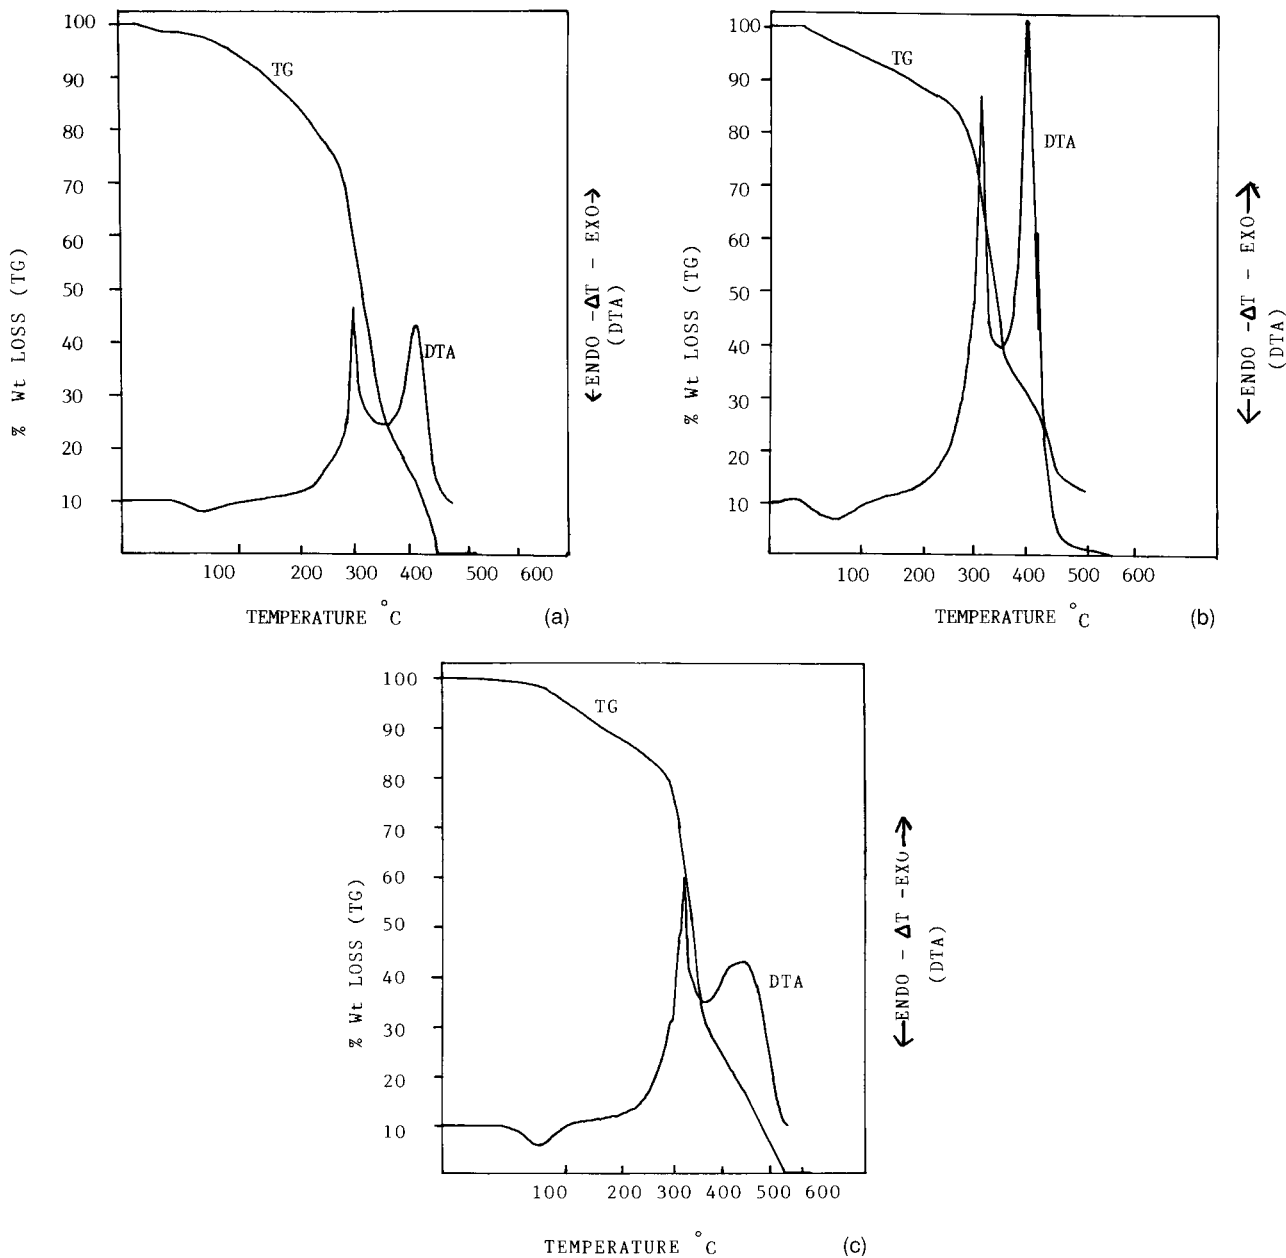 100
90
80
70
60
50
40
30
20
10
% Wt LOSS (TG)
TG
DTA
←ENDO -ΔT - EXO→
(DTA)
100 200 300 400 500 600
TEMPERATURE °C
(a)
100
90
80
70
60
50
40
30
20
10
% Wt LOSS (TG)
TG
DTA
←ENDO -ΔT - EXO→
(DTA)
100 200 300 400 500 600
TEMPERATURE °C
(b)
100
90
80
70
60
50
40
30
20
10
% Wt LOSS (TG)
TG
DTA
←ENDO - ΔT -EXO→
(DTA)
100 200 300 400 500 600
TEMPERATURE °C
(c)